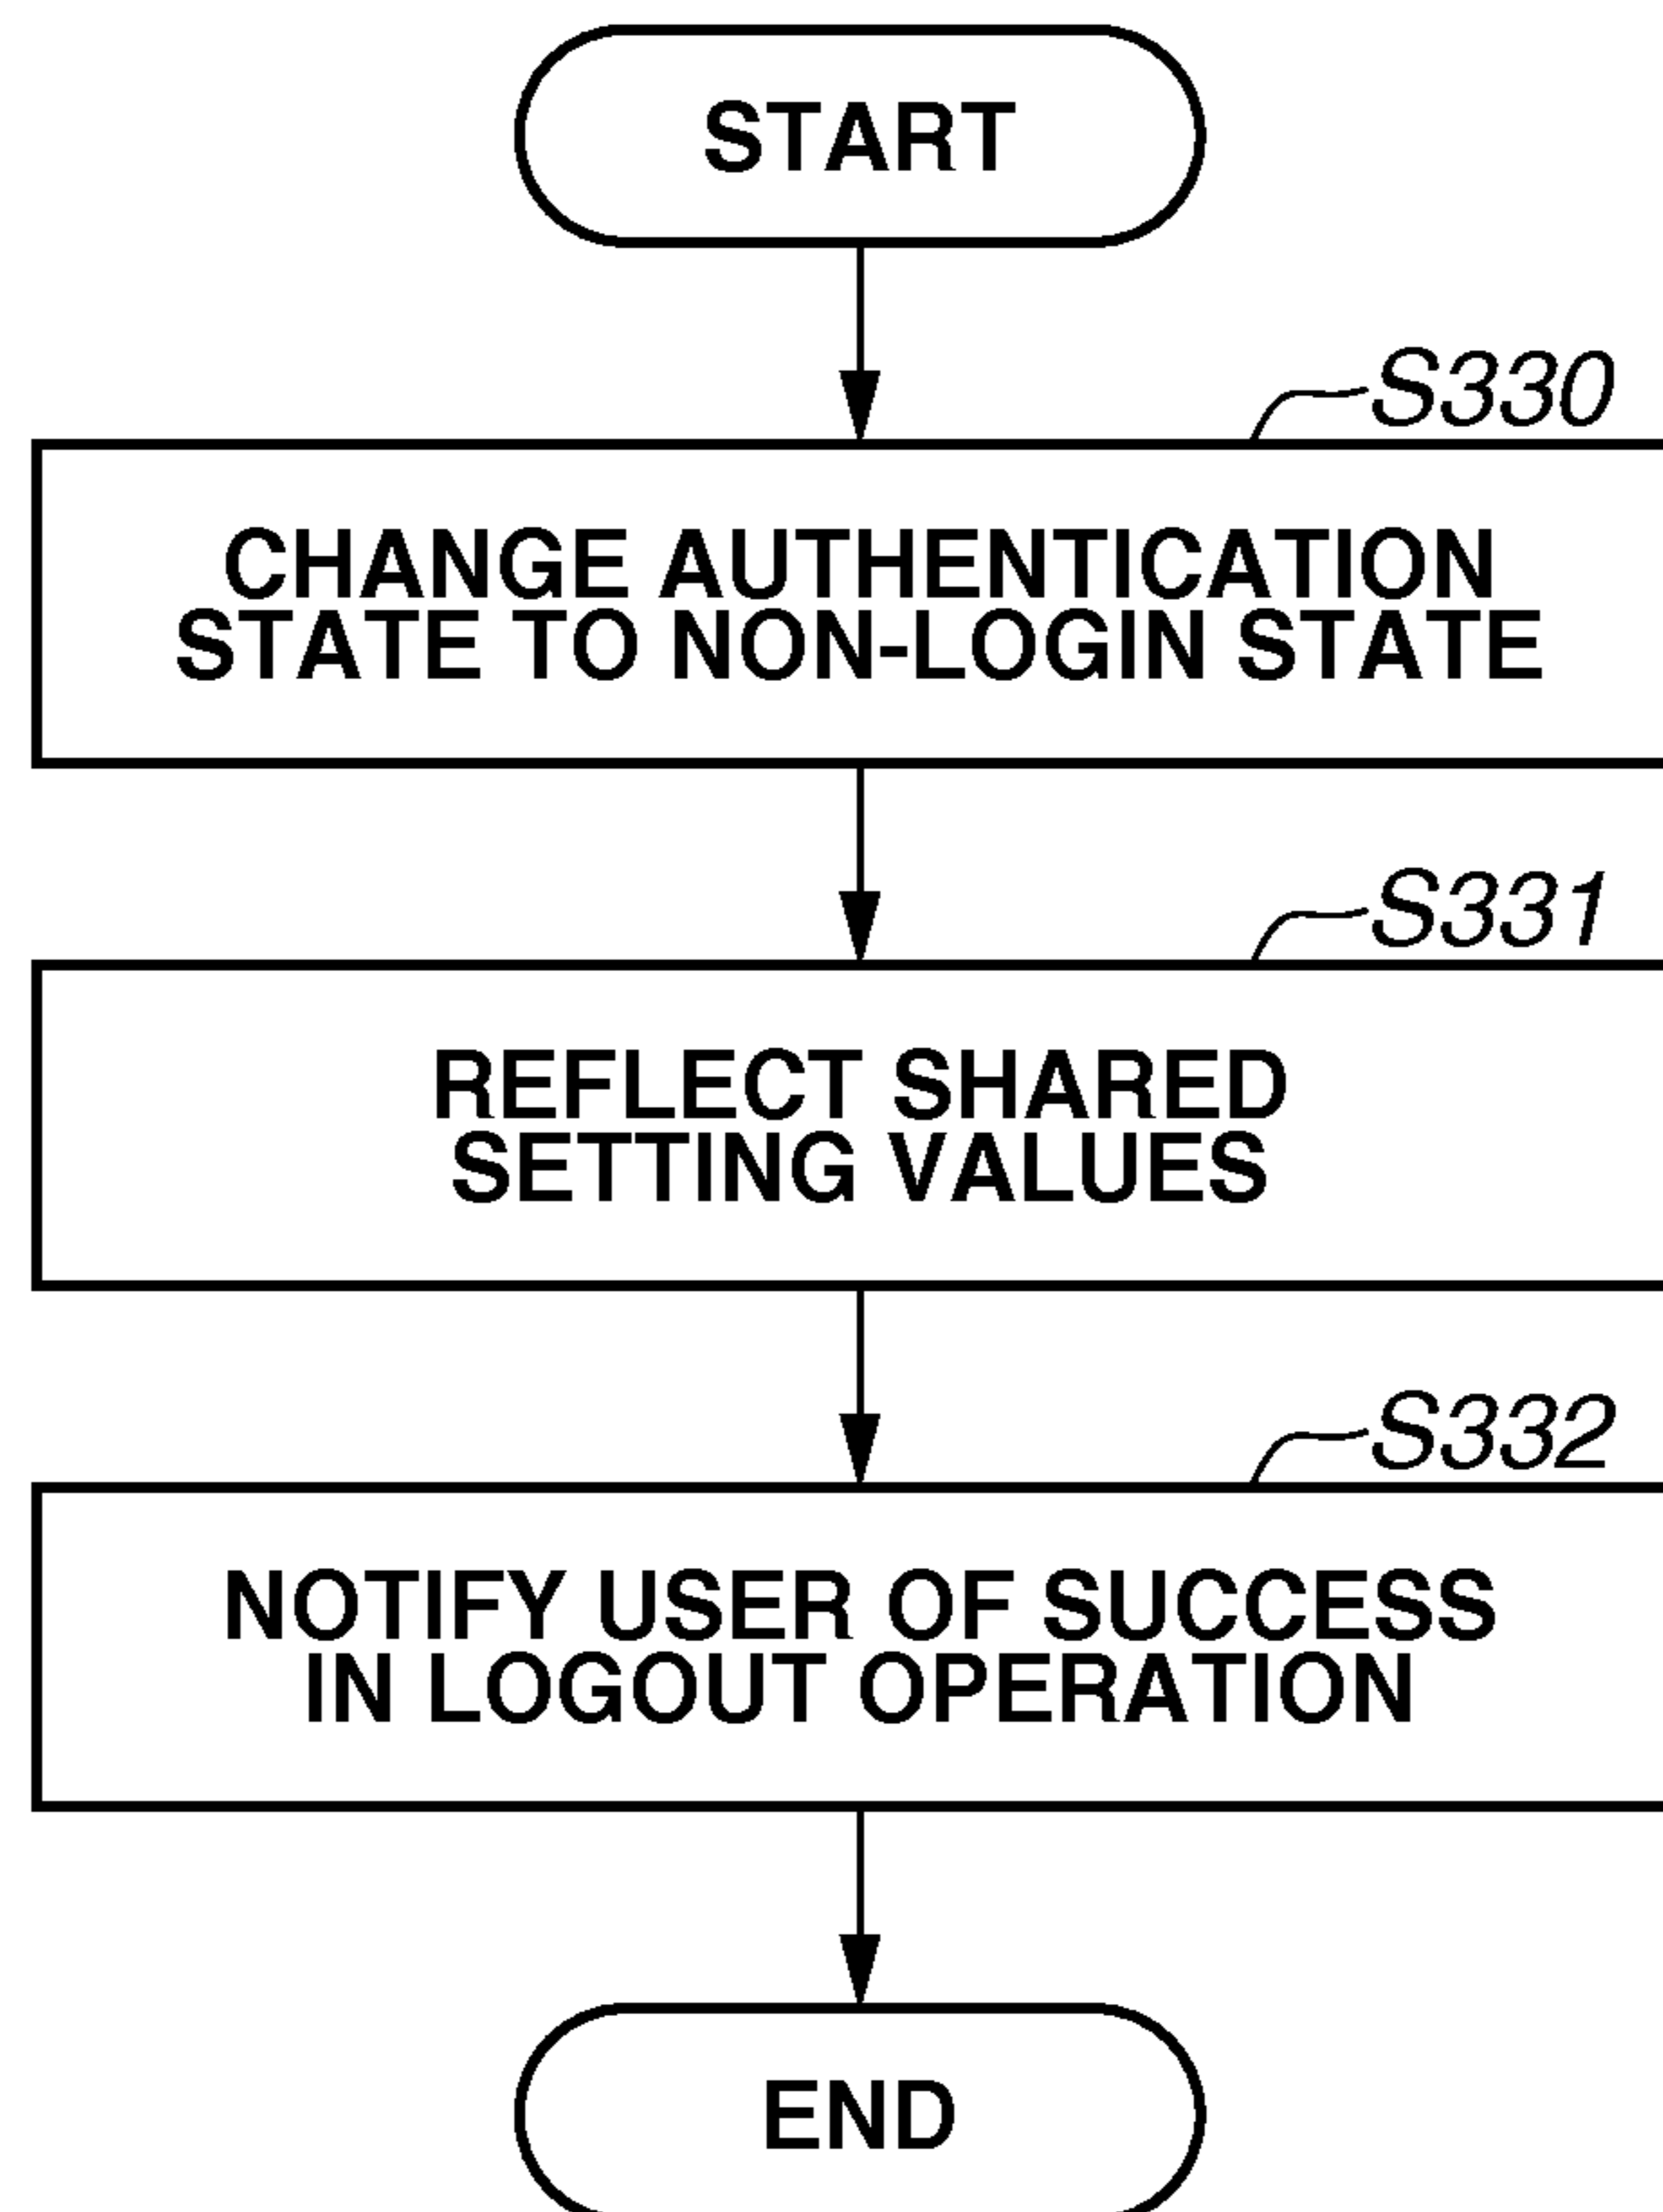 START
S330
CHANGE AUTHENTICATION
STATE TO NON-LOGIN STATE
S331
REFLECT SHARED
SETTING VALUES
S332
NOTIFY USER OF SUCCESS
IN LOGOUT OPERATION
END